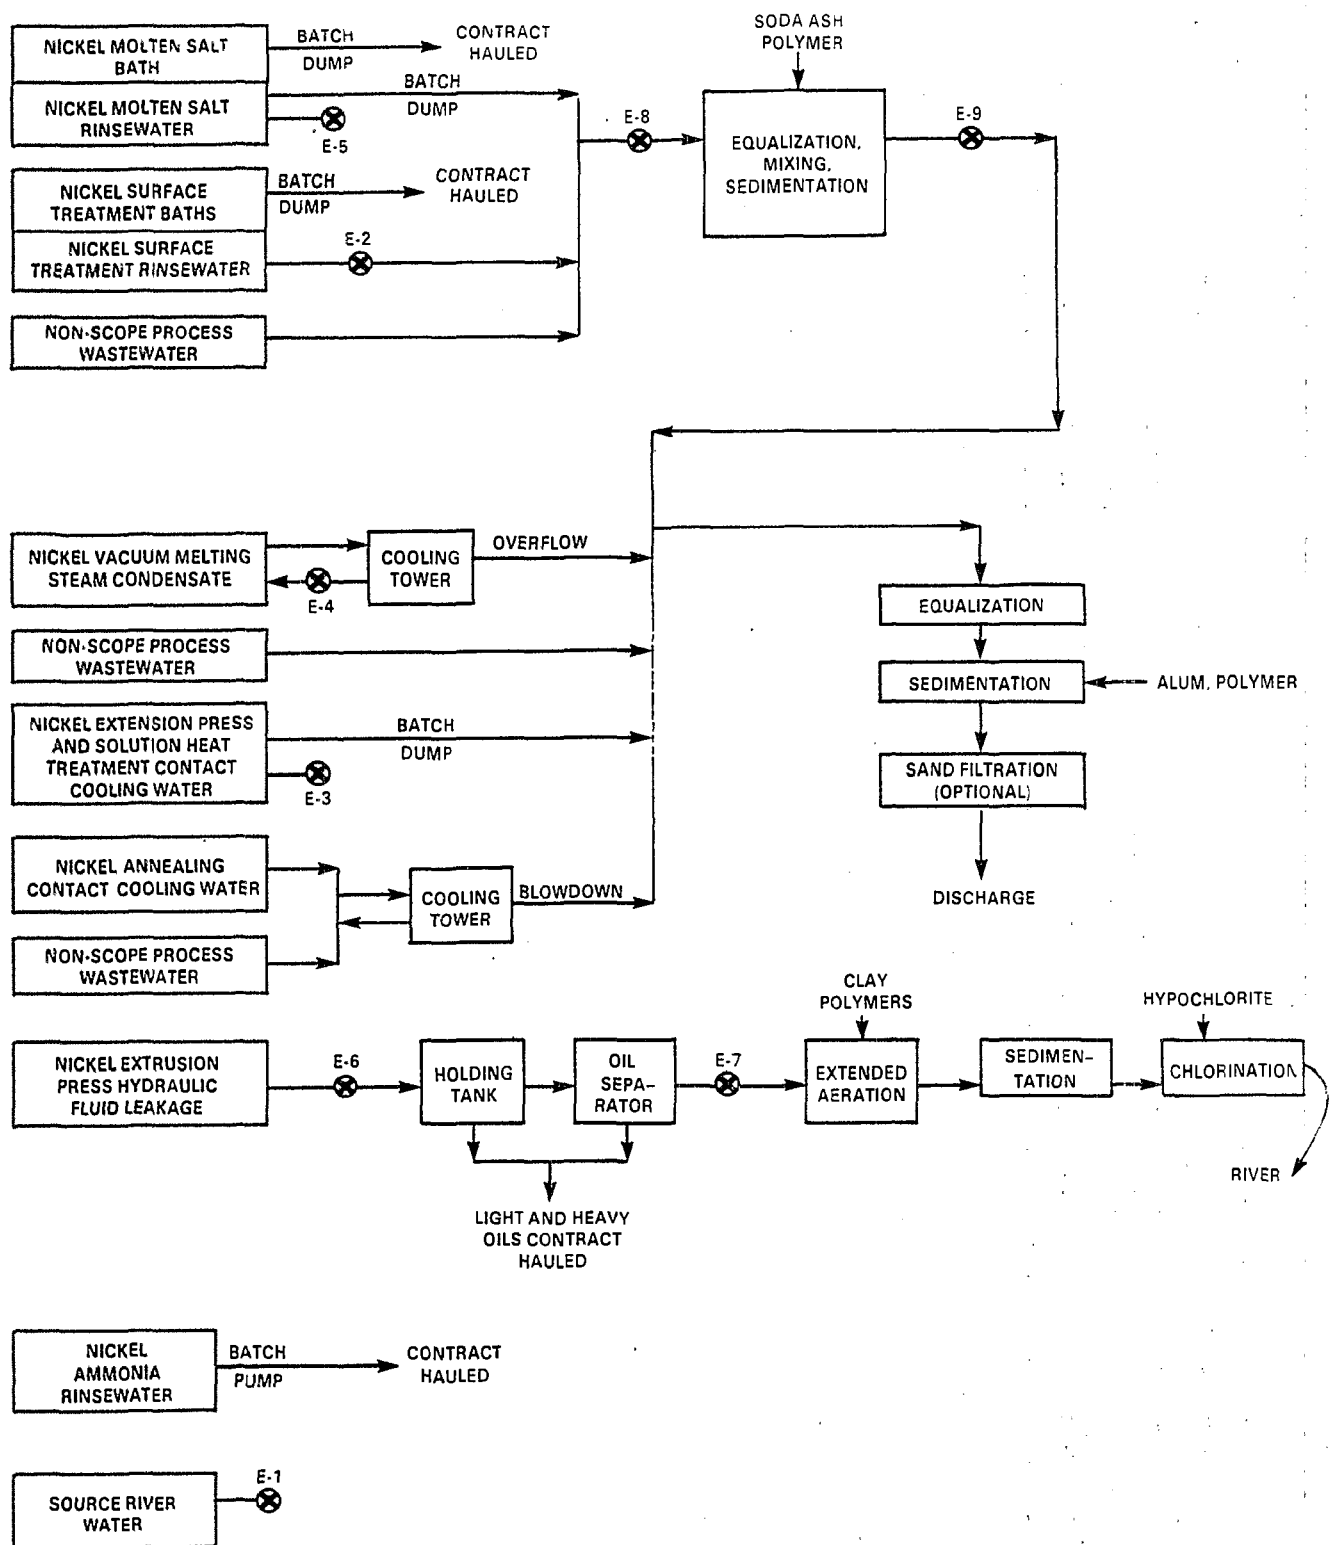 NICKEL MOLTEN SALT
BATH
BATCH
DUMP
CONTRACT
HAULED
NICKEL MOLTEN SALT
RINSEWATER
BATCH
DUMP
E-5
NICKEL SURFACE
TREATMENT BATHS
BATCH
DUMP
CONTRACT
HAULED
NICKEL SURFACE
TREATMENT RINSEWATER
E-2
NON-SCOPE PROCESS
WASTEWATER
E-8
SODA ASH
POLYMER
EQUALIZATION,
MIXING,
SEDIMENTATION
E-9
NICKEL VACUUM MELTING
STEAM CONDENSATE
E-4
COOLING
TOWER
OVERFLOW
NON-SCOPE PROCESS
WASTEWATER
NICKEL EXTENSION PRESS
AND SOLUTION HEAT
TREATMENT CONTACT
COOLING WATER
BATCH
DUMP
E-3
NICKEL ANNEALING
CONTACT COOLING WATER
NON-SCOPE PROCESS
WASTEWATER
COOLING
TOWER
BLOWDOWN
EQUALIZATION
SEDIMENTATION
ALUM, POLYMER
SAND FILTRATION
(OPTIONAL)
DISCHARGE
NICKEL EXTRUSION
PRESS HYDRAULIC
FLUID LEAKAGE
E-6
HOLDING
TANK
OIL
SEPA-
RATOR
LIGHT AND HEAVY
OILS CONTRACT
HAULED
E-7
CLAY
POLYMERS
EXTENDED
AERATION
SEDIMEN-
TATION
HYPOCHLORITE
CHLORINATION
RIVER
NICKEL
AMMONIA
RINSEWATER
BATCH
PUMP
CONTRACT
HAULED
SOURCE RIVER
WATER
E-1